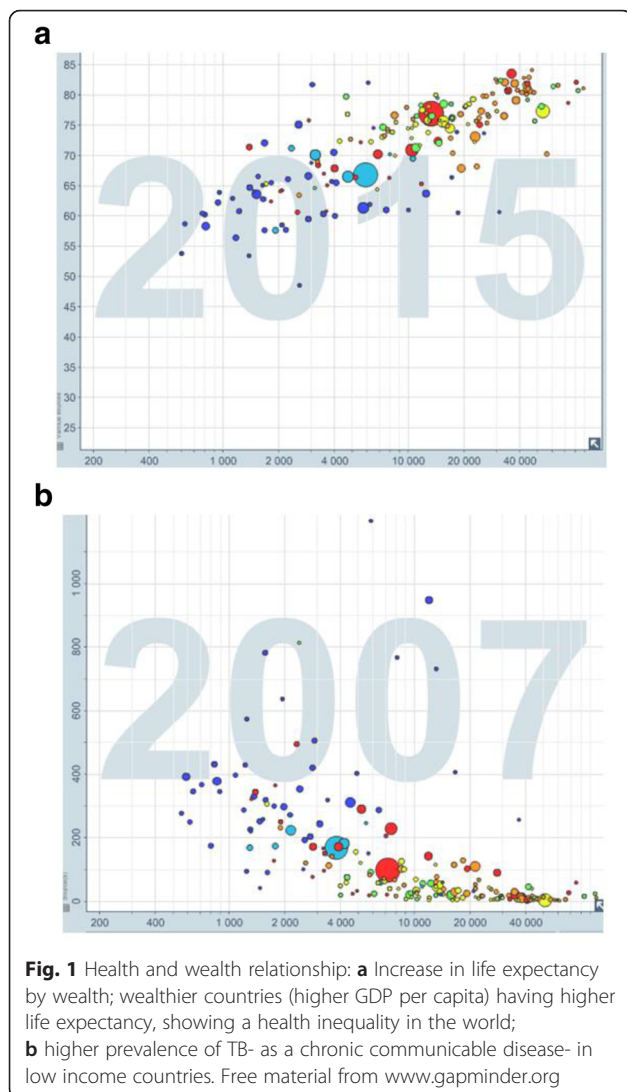 a
2015
85
80
75
70
65
60
55
50
45
40
35
30
25
200 400 1 000 2 000 4 000 10 000 20 000 40 000
b
2007
1 000
800
600
400
200
0
200 400 1 000 2 000 4 000 10 000 20 000 40 000
Fig. 1 Health and wealth relationship: a Increase in life expectancy
by wealth; wealthier countries (higher GDP per capita) having higher
life expectancy, showing a health inequality in the world;
b higher prevalence of TB- as a chronic communicable disease- in
low income countries. Free material from www.gapminder.org